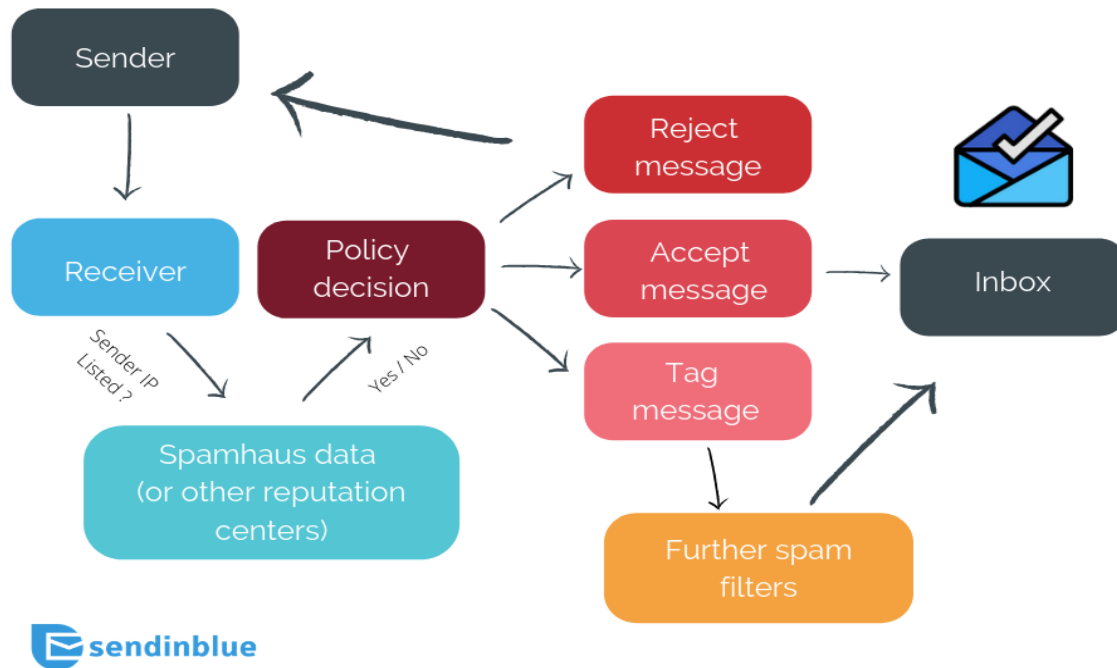 Sender
Receiver
Sender IP
Listed ?
Spamhaus data
(or other reputation
centers)
Yes / No
Policy
decision
Reject
message
Accept
message
Tag
message
Further spam
filters
Inbox
sendinblue